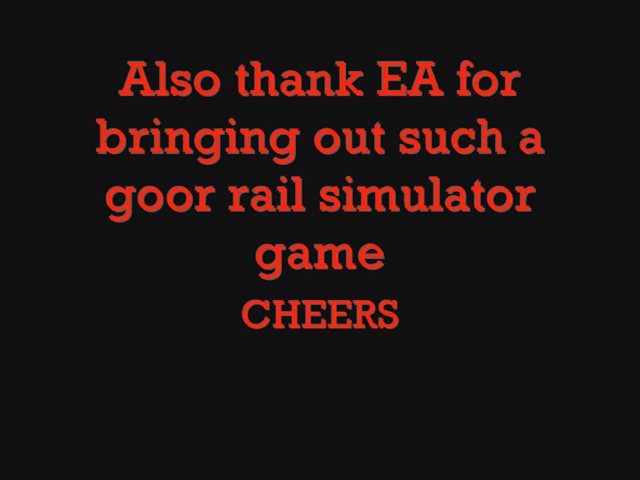 Also thank EA for
bringing out such a
goor rail simulator
game
CHEERS